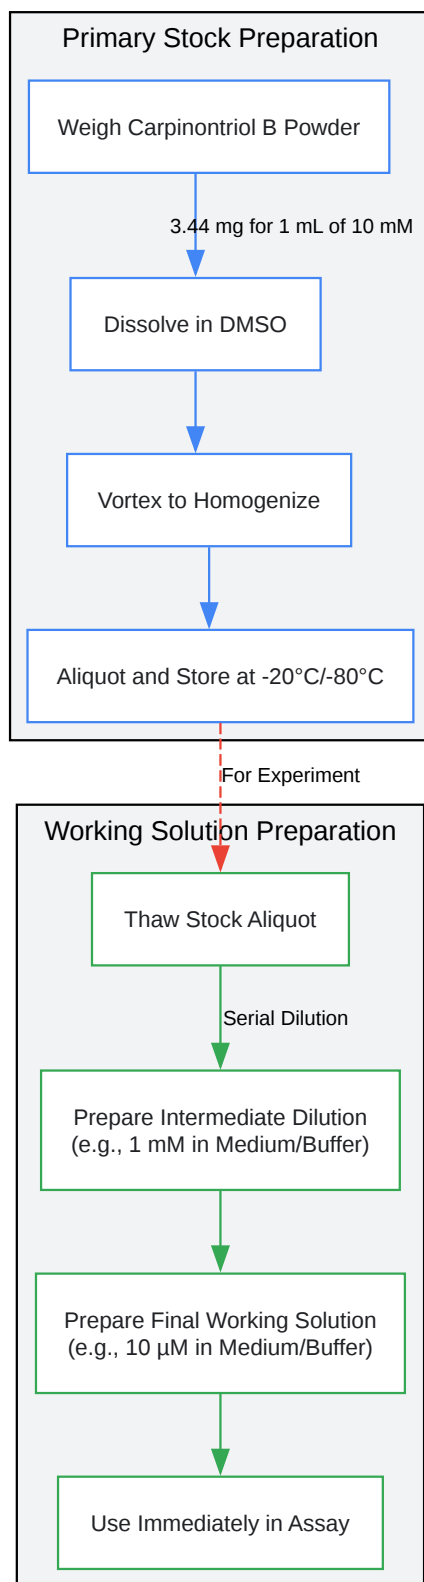 Primary Stock Preparation
Weigh Carpinontriol B Powder
3.44 mg for 1 mL of 10 mM
Dissolve in DMSO
Vortex to Homogenize
Aliquot and Store at -20°C/-80°C
For Experiment
Working Solution Preparation
Thaw Stock Aliquot
Serial Dilution
Prepare Intermediate Dilution
(e.g., 1 mM in Medium/Buffer)
Prepare Final Working Solution
(e.g., 10 µM in Medium/Buffer)
Use Immediately in Assay